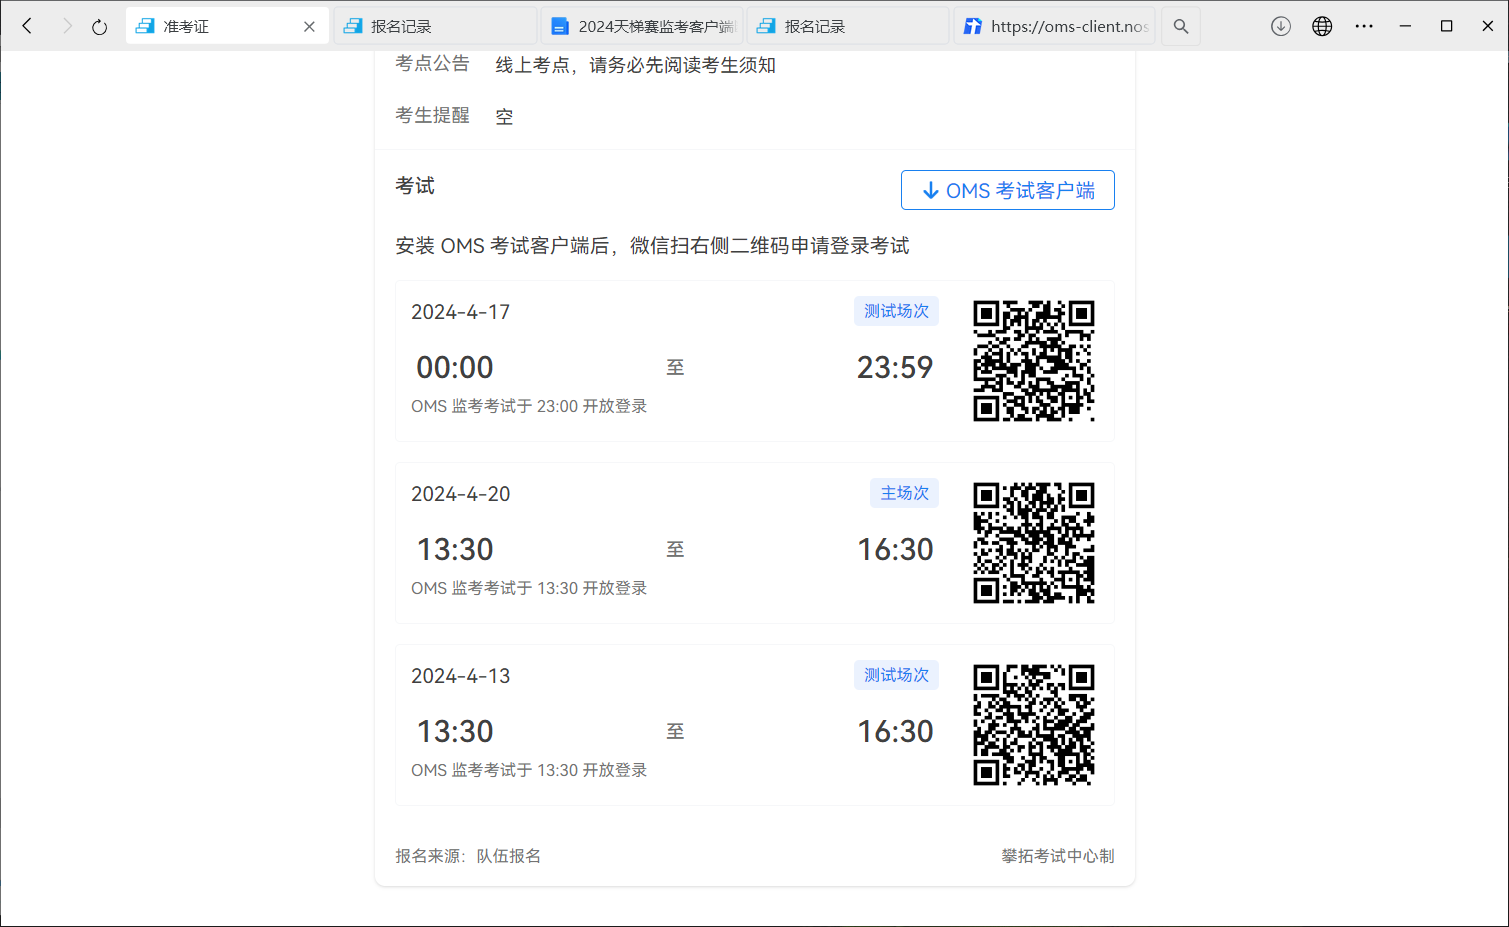 准考证
报名记录
2024天梯赛监考客户端
报名记录
https://oms-client.nos
考点公告 线上考点，请务必先阅读考生须知
考生提醒 空
考试
OMS 考试客户端
安装 OMS 考试客户端后，微信扫右侧二维码申请登录考试
2024-4-17 测试场次
00:00 至 23:59
OMS 监考考试于 23:00 开放登录
2024-4-20 主场次
13:30 至 16:30
OMS 监考考试于 13:30 开放登录
2024-4-13 测试场次
13:30 至 16:30
OMS 监考考试于 13:30 开放登录
报名来源：队伍报名 攀拓考试中心制